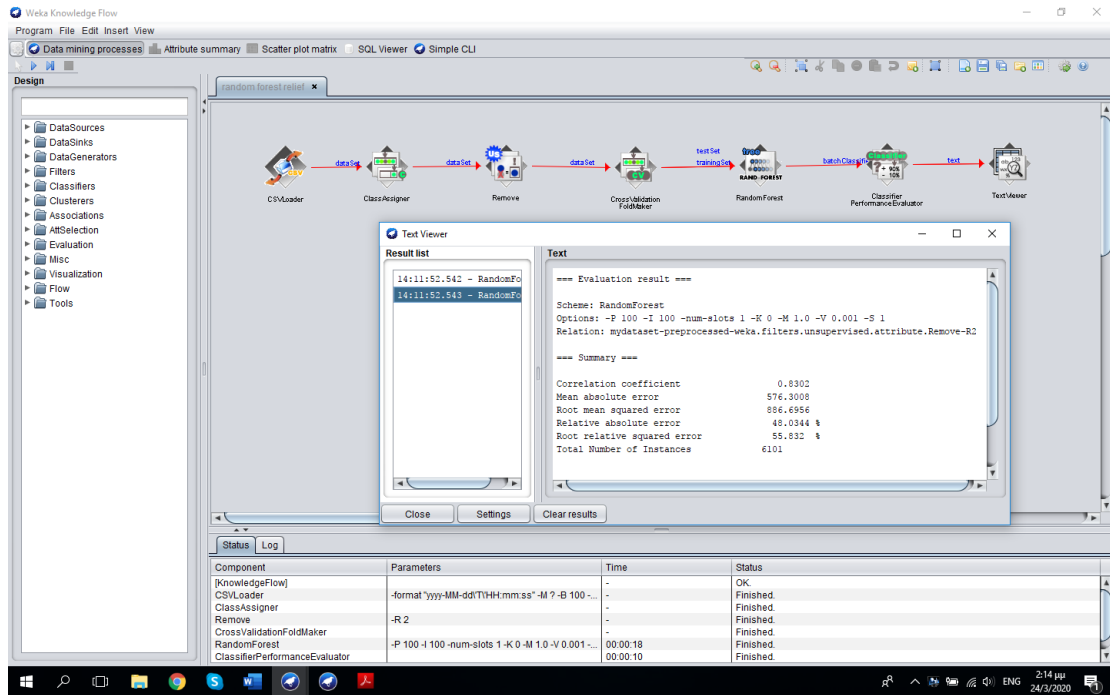 Weka Knowledge Flow
Program File Edit Insert View
Data mining processes Attribute summary Scatter plot matrix SQL Viewer Simple CLI
Design
random forest relief
DataSources
DataSinks
DataGenerators
Filters
Classifiers
Clusterers
Associations
AttSelection
Evaluation
Misc
Visualization
Flow
Tools
dataSet dataSet dataSet testSet
trainingSet batchClassifie text
CSVLoader ClassAssigner Remove CrossValidation
FoldMaker RandomForest Classifier
PerformanceEvaluator TextViewer
Text Viewer
Result list
14:11:52.542 - RandomFo
14:11:52.543 - RandomFo
Text
=== Evaluation result ===
Scheme: RandomForest
Options: -P 100 -I 100 -num-slots 1 -K 0 -M 1.0 -V 0.001 -S 1
Relation: mydataset-preprocessed-weka.filters.unsupervised.attribute.Remove-R2
=== Summary ===
Correlation coefficient 0.8302
Mean absolute error 576.3008
Root mean squared error 886.6956
Relative absolute error 48.0344 %
Root relative squared error 55.832 %
Total Number of Instances 6101
Close Settings Clear results
Status Log
Component Parameters Time Status
[KnowledgeFlow] - OK.
CSVLoader -format "yyyy-MM-dd\'T\'HH:mm:ss" -M ? -B 100 -... - Finished.
ClassAssigner - Finished.
Remove -R 2 - Finished.
CrossValidationFoldMaker - Finished.
RandomForest -P 100 -I 100 -num-slots 1 -K 0 -M 1.0 -V 0.001 -... 00:00:18 Finished.
ClassifierPerformanceEvaluator 00:00:10 Finished.
ENG
2:14 μμ
24/3/2020